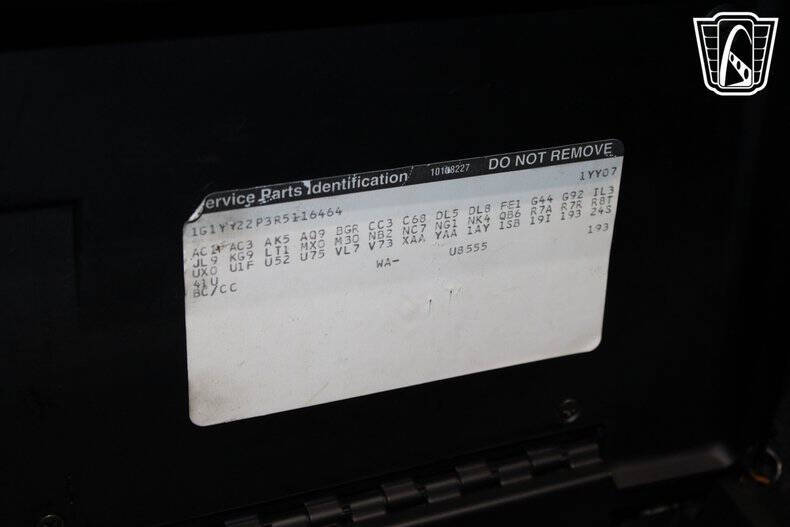 Service Parts Identification 10108227 DO NOT REMOVE
1G1YY22P3R5116464 1YY07
AC1 AC3 AK5 AQ9 BGR CC3 C68 DL5 DL8 FE1 G44 G92 IL3
JL9 KG9 LT1 MX0 M30 NB2 NC7 NG1 NK4 QB6 R7A R7R R8T
UX0 U1F U52 U75 VL7 V73 XAA YAA 1AY 1SB 19I 193 24S
41U WA- U8555 193
BC/CC